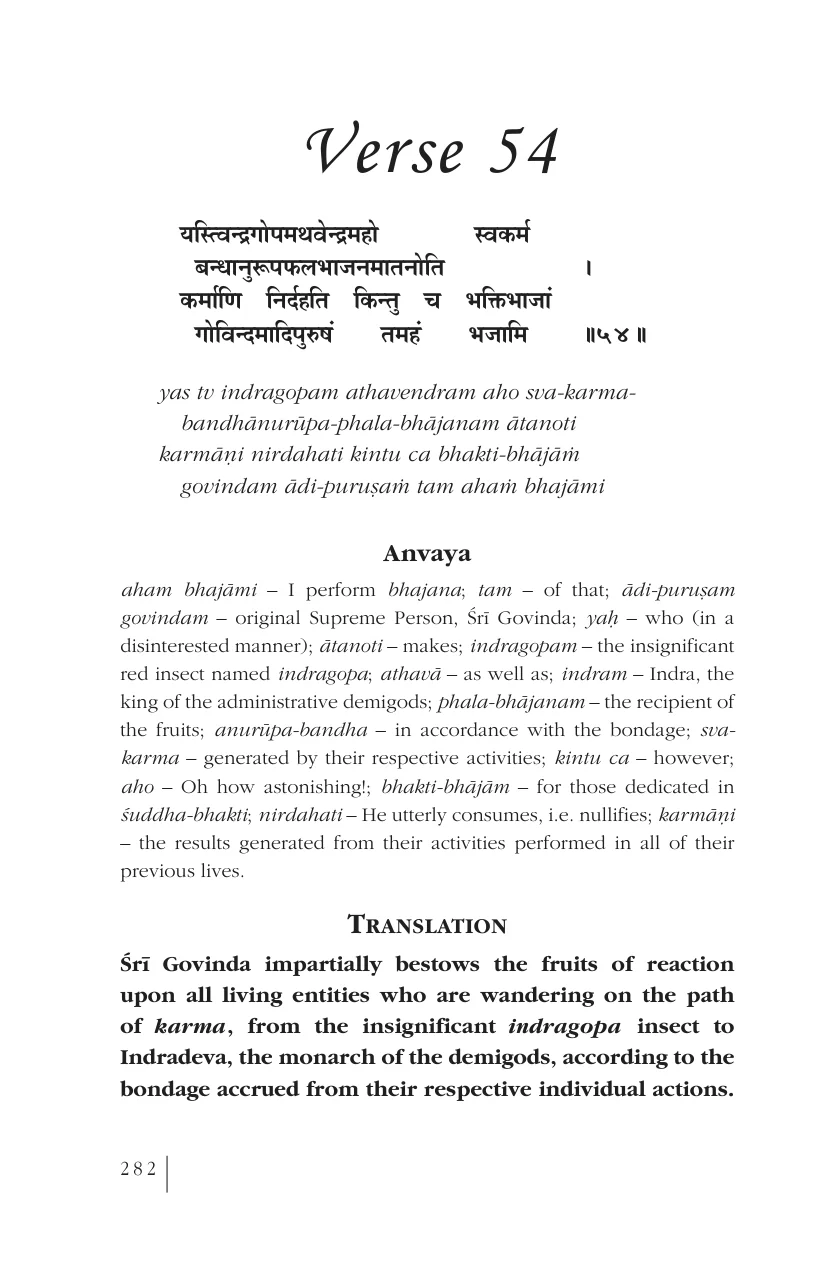 Verse 54
यस्त्विन्द्रगोपमथवेन्द्रमहो स्वकर्म
बन्धानुरूपफलभाजनमातनोति ।
कर्माणि निर्दहति किन्तु च भक्तिभाजां
गोविन्दमादिपुरुषं तमहं भजामि ॥५४॥
yas tv indragopam athavendram aho sva-karma-
bandhānurūpa-phala-bhājanam ātanoti
karmāṇi nirdahati kintu ca bhakti-bhājāṁ
govindam ādi-puruṣaṁ tam ahaṁ bhajāmi
Anvaya
aham bhajāmi – I perform bhajana; tam – of that; ādi-puruṣam
govindam – original Supreme Person, Śrī Govinda; yaḥ – who (in a
disinterested manner); ātanoti – makes; indragopam – the insignificant
red insect named indragopa; athavā – as well as; indram – Indra, the
king of the administrative demigods; phala-bhājanam – the recipient of
the fruits; anurūpa-bandha – in accordance with the bondage; sva-
karma – generated by their respective activities; kintu ca – however;
aho – Oh how astonishing!; bhakti-bhājām – for those dedicated in
śuddha-bhakti; nirdahati – He utterly consumes, i.e. nullifies; karmāṇi
– the results generated from their activities performed in all of their
previous lives.
TRANSLATION
Śrī Govinda impartially bestows the fruits of reaction
upon all living entities who are wandering on the path
of karma, from the insignificant indragopa insect to
Indradeva, the monarch of the demigods, according to the
bondage accrued from their respective individual actions.
282